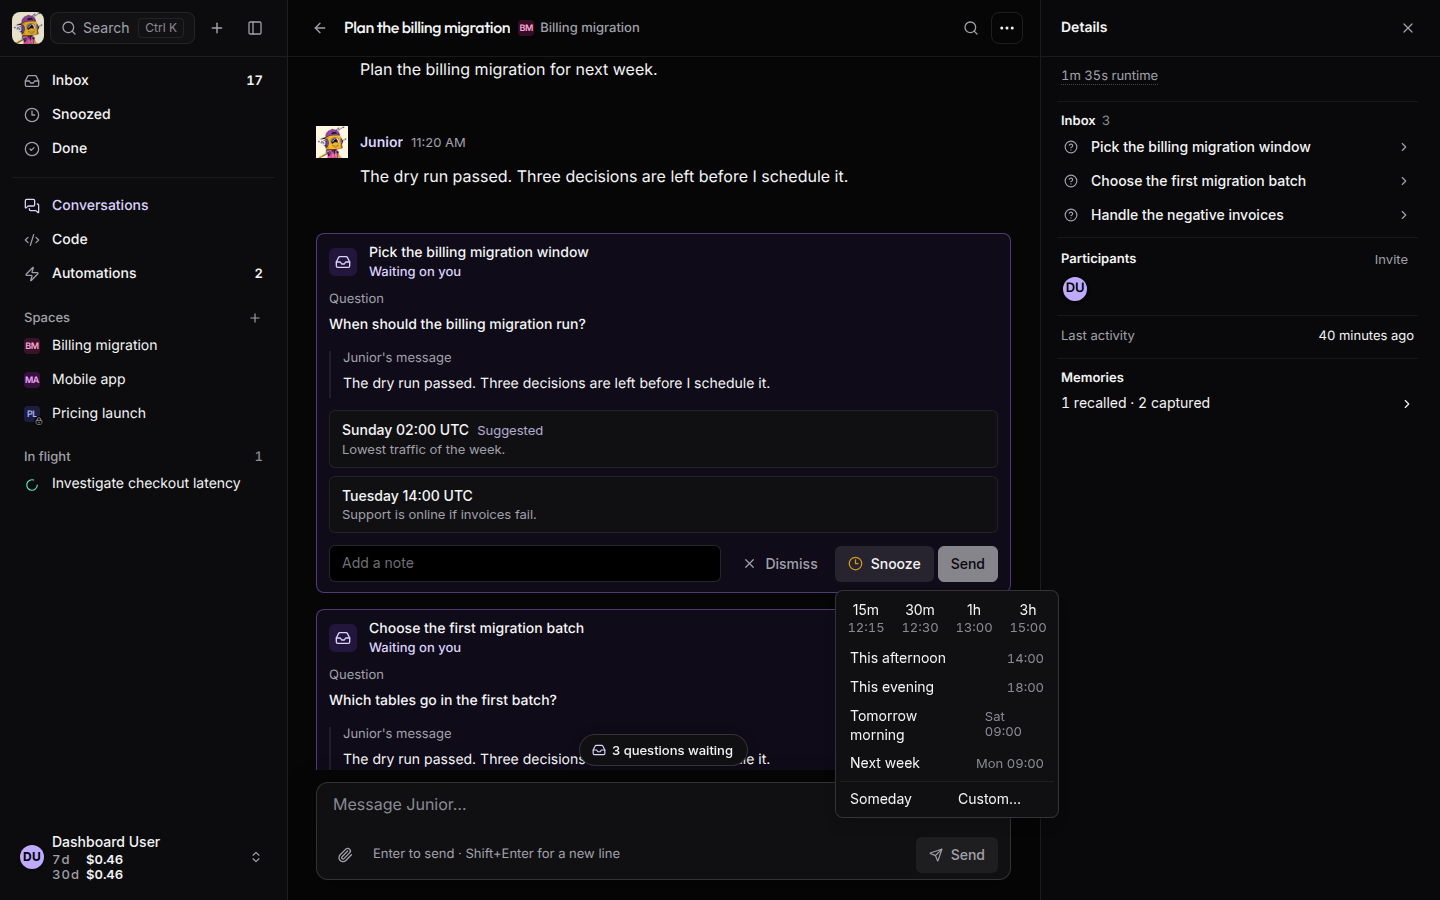 Search Ctrl K
Inbox 17
Snoozed
Done
Conversations
Code
Automations 2
Spaces
BM Billing migration
MA Mobile app
PL Pricing launch
In flight 1
Investigate checkout latency
DU Dashboard User
7d $0.46
30d $0.46
Plan the billing migration BM Billing migration
Plan the billing migration for next week.
Junior 11:20 AM
The dry run passed. Three decisions are left before I schedule it.
Pick the billing migration window
Waiting on you
Question
When should the billing migration run?
Junior's message
The dry run passed. Three decisions are left before I schedule it.
Sunday 02:00 UTC Suggested
Lowest traffic of the week.
Tuesday 14:00 UTC
Support is online if invoices fail.
Add a note
Dismiss
Snooze
Send
15m 30m 1h 3h
12:15 12:30 13:00 15:00
This afternoon 14:00
This evening 18:00
Tomorrow morning Sat 09:00
Next week Mon 09:00
Someday Custom...
Choose the first migration batch
Waiting on you
Question
Which tables go in the first batch?
Junior's message
The dry run passed. Three decisions it.
3 questions waiting
Message Junior...
Enter to send · Shift+Enter for a new line
Send
Details
1m 35s runtime
Inbox 3
Pick the billing migration window
Choose the first migration batch
Handle the negative invoices
Participants Invite
DU
Last activity 40 minutes ago
Memories
1 recalled · 2 captured